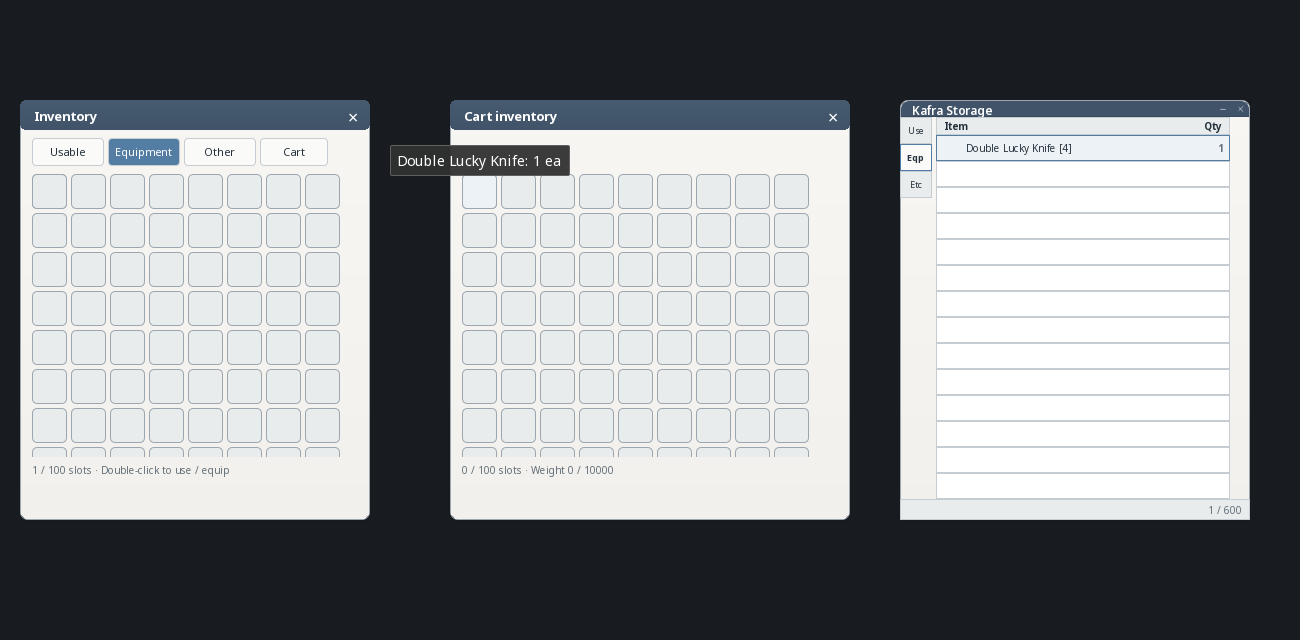 Inventory
×
Usable
Equipment
Other
Cart
1 / 100 slots · Double-click to use / equip
Cart inventory
×
Double Lucky Knife: 1 ea
0 / 100 slots · Weight 0 / 10000
Kafra Storage
– ×
Item Qty
Use
Eqp
Etc
Double Lucky Knife [4] 1
1 / 600